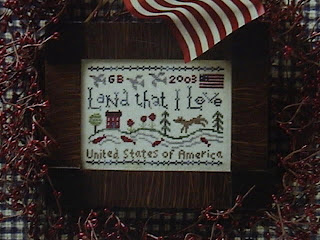 GB 2003
Land that I Love
United States of America